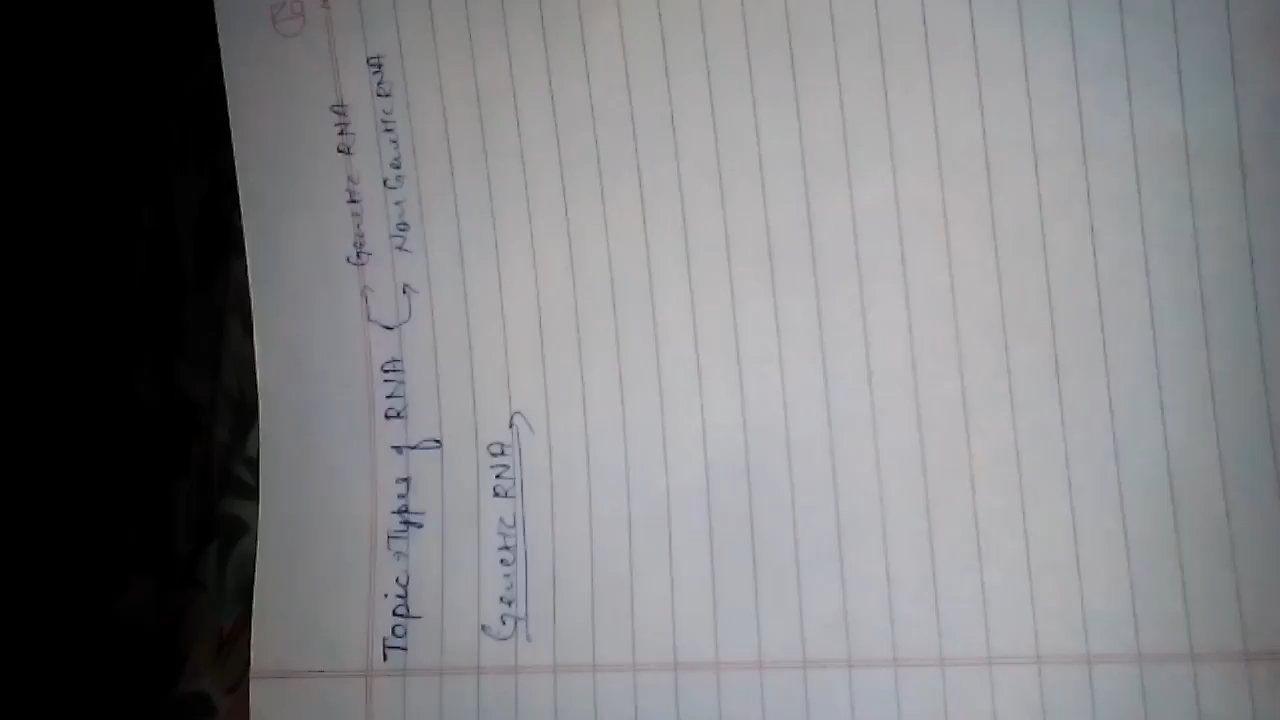 → Genetic RNA
Topic → Types of RNA
→ Non Genetic RNA
Genetic RNA →